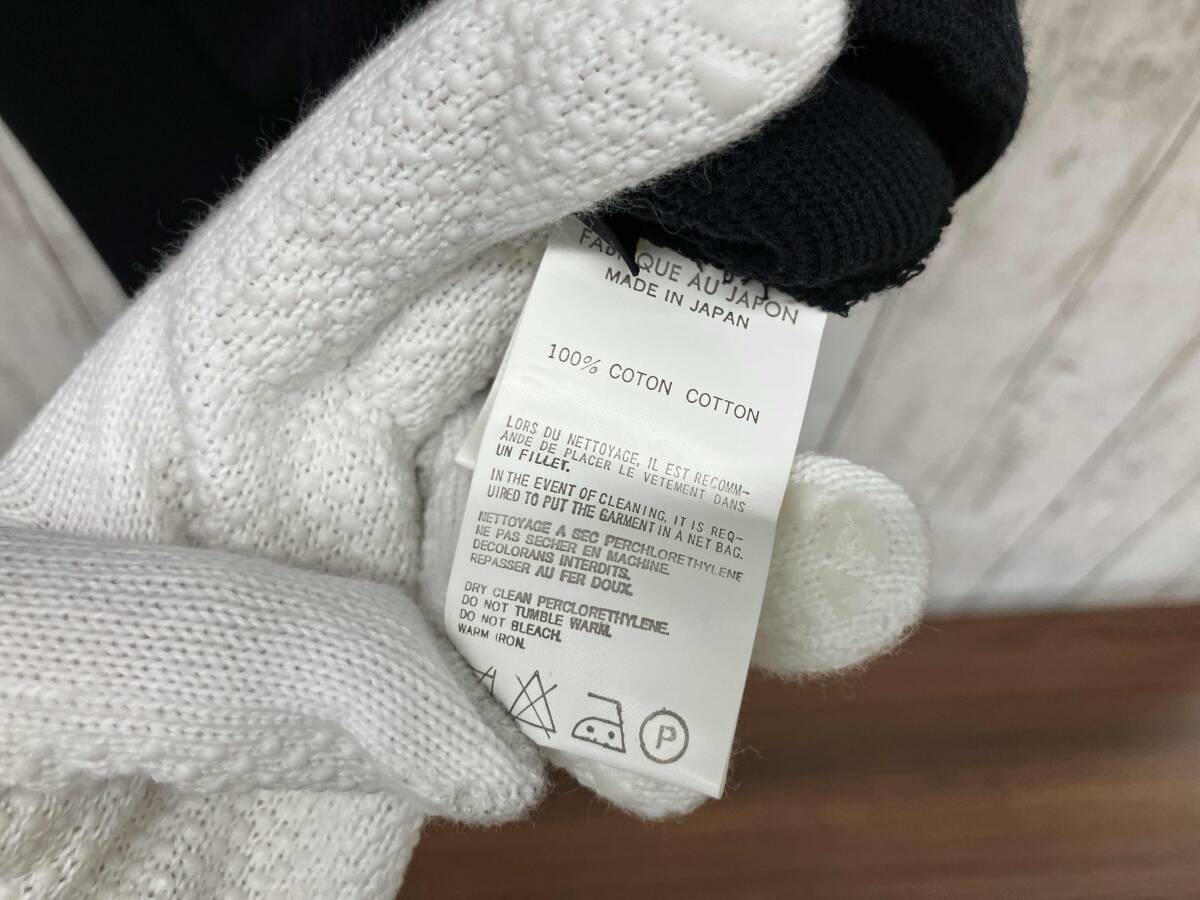 FABRIQUE AU JAPON
MADE IN JAPAN
100% COTON COTTON
LORS DU NETTOYAGE, IL EST RECOMM-
ANDE DE PLACER LE VETEMENT DANS
UN FILLET.
IN THE EVENT OF CLEANING, IT IS REQ-
UIRED TO PUT THE GARMENT IN A NET BAG.
NETTOYAGE A SEC PERCHLORETHYLENE
NE PAS SECHER EN MACHINE.
DECOLORANS INTERDITS.
REPASSER AU FER DOUX.
DRY CLEAN PERCLORETHYLENE.
DO NOT TUMBLE WARM.
DO NOT BLEACH.
WARM IRON.
P